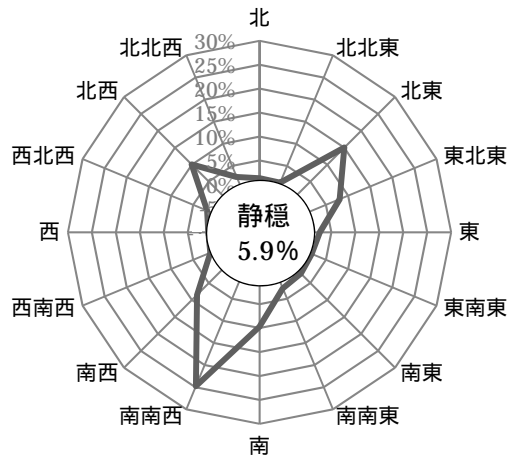 北
北北西
30%
北北東
25%
北西
20%
北東
15%
10%
西北西
5%
東北東
0%
静穏
西
5.9%
東
西南西
東南東
南西
南東
南南西
南南東
南